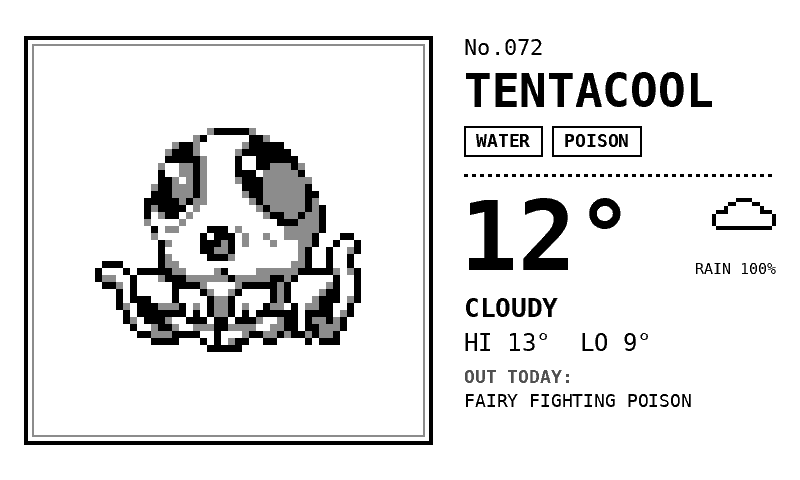 No.072
TENTACOOL
WATER POISON
12°
RAIN 100%
CLOUDY
HI 13° LO 9°
OUT TODAY:
FAIRY FIGHTING POISON